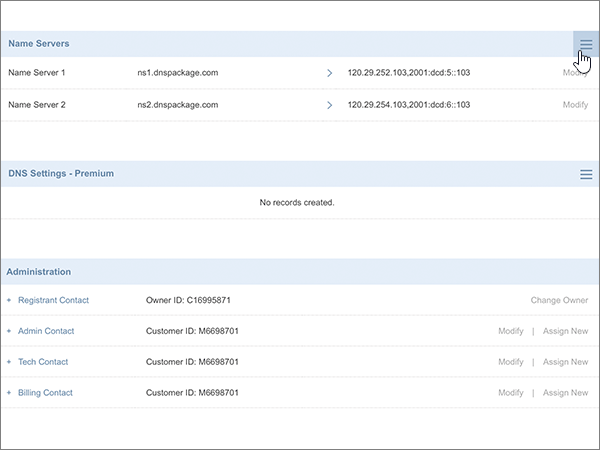 Name Servers
Name Server 1 ns1.dnspackage.com > 120.29.252.103,2001:dcd:5::103 Modify
Name Server 2 ns2.dnspackage.com > 120.29.254.103,2001:dcd:6::103 Modify
DNS Settings - Premium
No records created.
Administration
+ Registrant Contact Owner ID: C16995871 Change Owner
+ Admin Contact Customer ID: M6698701 Modify | Assign New
+ Tech Contact Customer ID: M6698701 Modify | Assign New
+ Billing Contact Customer ID: M6698701 Modify | Assign New